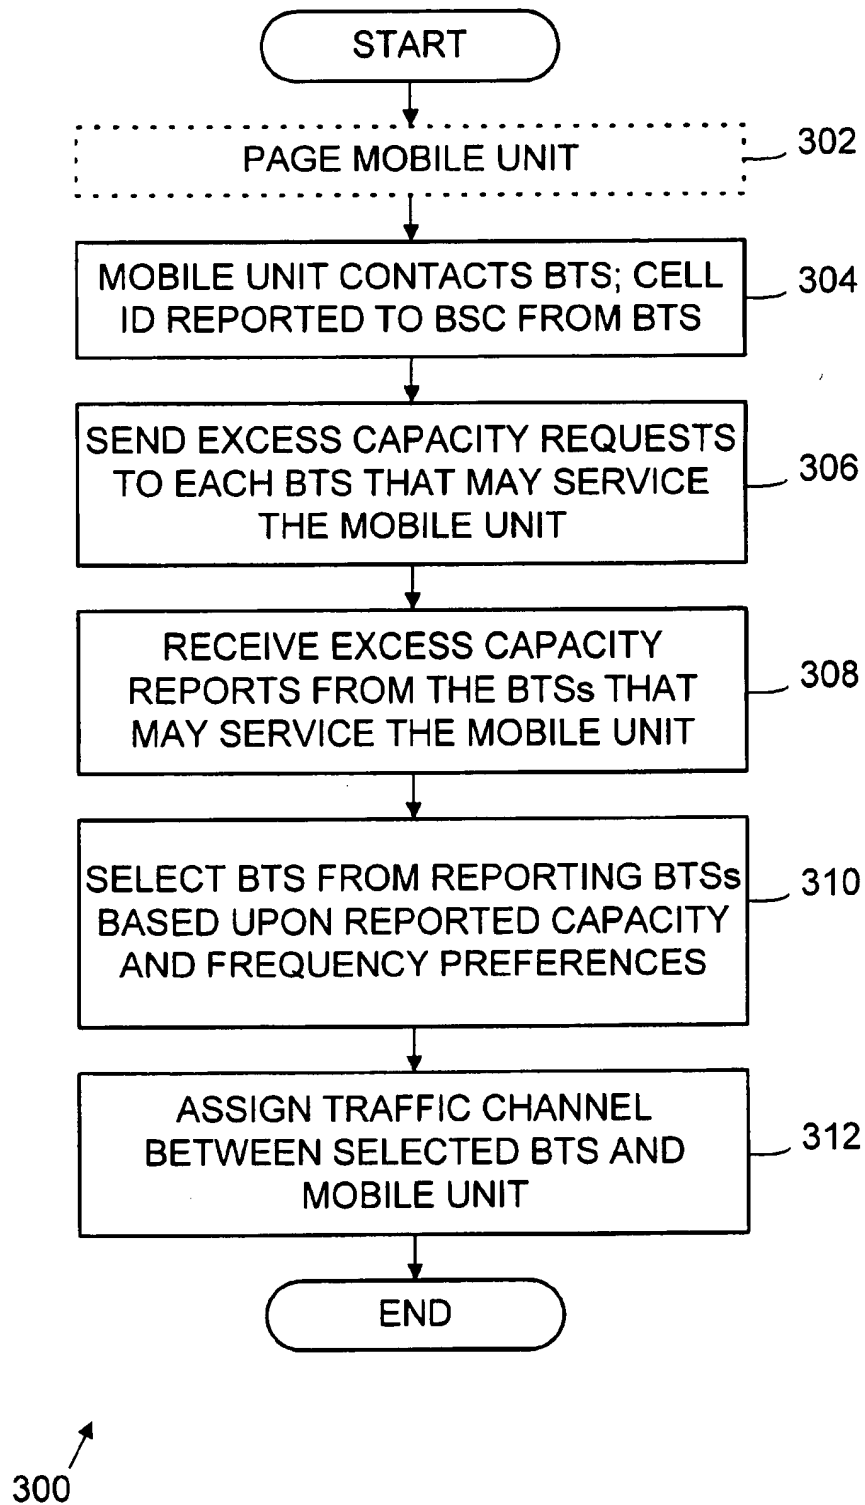 START
PAGE MOBILE UNIT
302
MOBILE UNIT CONTACTS BTS; CELL
ID REPORTED TO BSC FROM BTS
304
SEND EXCESS CAPACITY REQUESTS
TO EACH BTS THAT MAY SERVICE
THE MOBILE UNIT
306
RECEIVE EXCESS CAPACITY
REPORTS FROM THE BTSs THAT
MAY SERVICE THE MOBILE UNIT
308
SELECT BTS FROM REPORTING BTSs
BASED UPON REPORTED CAPACITY
AND FREQUENCY PREFERENCES
310
ASSIGN TRAFFIC CHANNEL
BETWEEN SELECTED BTS AND
MOBILE UNIT
312
END
300